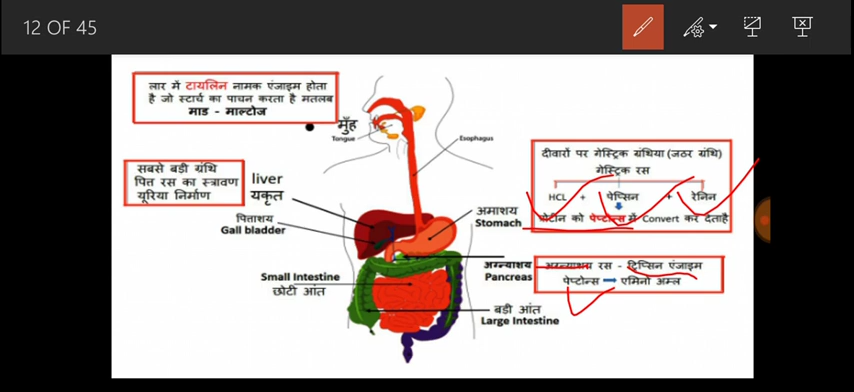 12 OF 45
लार में टायलिन नामक एंजाइम होता
है जो स्टार्च का पाचन करता है मतलब
माड - माल्टोज
मुँह
Tongue
Esophagus
दीवारों पर गेस्ट्रिक ग्रंथिया (जठर ग्रंथि)
गेस्ट्रिक रस
HCL + पेप्सिन + रेनिन
प्रोटीन को पेप्टोन्स में Convert कर देता है
सबसे बडी ग्रंथि
पित्त रस का स्त्रावण
यूरिया निर्माण
liver
यकृत
पित्ताशय
Gall bladder
अमाशय
Stomach
अग्न्याशय
Pancreas
अग्न्याशय रस - ट्रिप्सिन एंजाइम
पेप्टोन्स ➡ एमिनो अम्ल
Small Intestine
छोटी आंत
बडी आंत
Large Intestine